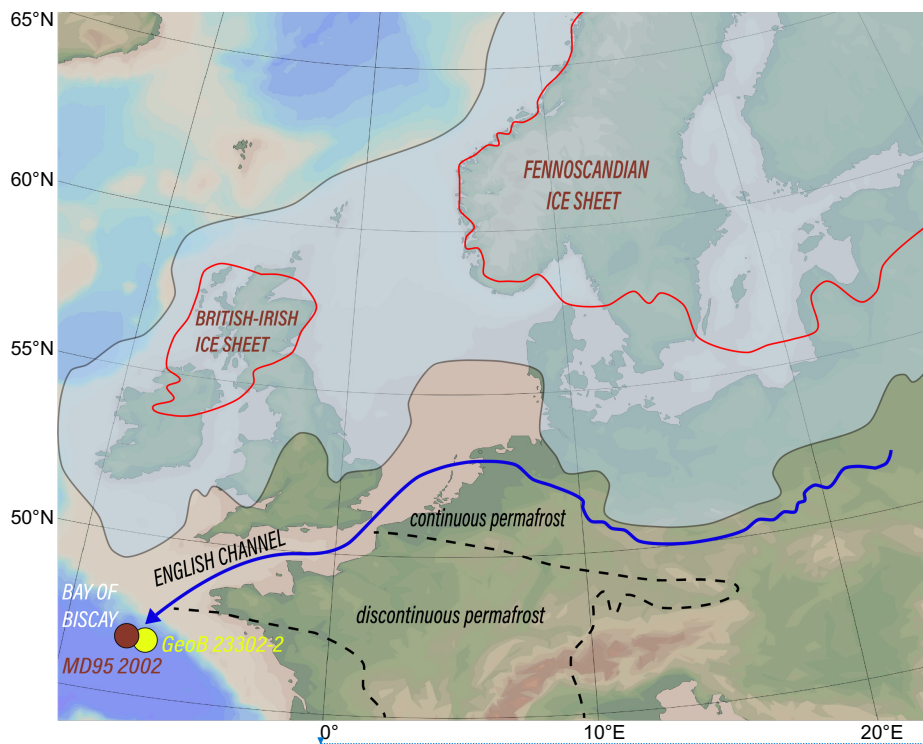 65°N
60°N
55°N
50°N
FENNOSCANDIAN
ICE SHEET
BRITISH-IRISH
ICE SHEET
continuous permafrost
ENGLISH CHANNEL
discontinuous permafrost
BAY OF
BISCAY
GeoB 23302-2
MD95 2002
0°
10°E
20°E